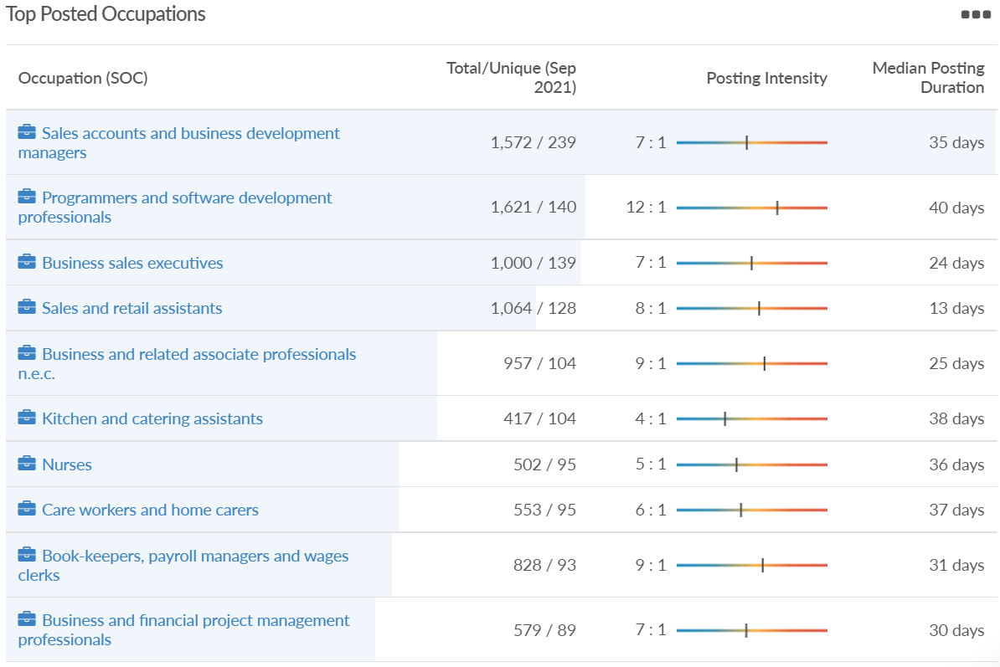 Top Posted Occupations
Occupation (SOC) Total/Unique (Sep 2021) Posting Intensity Median Posting Duration
Sales accounts and business development managers 1,572 / 239 7 : 1 35 days
Programmers and software development professionals 1,621 / 140 12 : 1 40 days
Business sales executives 1,000 / 139 7 : 1 24 days
Sales and retail assistants 1,064 / 128 8 : 1 13 days
Business and related associate professionals n.e.c. 957 / 104 9 : 1 25 days
Kitchen and catering assistants 417 / 104 4 : 1 38 days
Nurses 502 / 95 5 : 1 36 days
Care workers and home carers 553 / 95 6 : 1 37 days
Book-keepers, payroll managers and wages clerks 828 / 93 9 : 1 31 days
Business and financial project management professionals 579 / 89 7 : 1 30 days